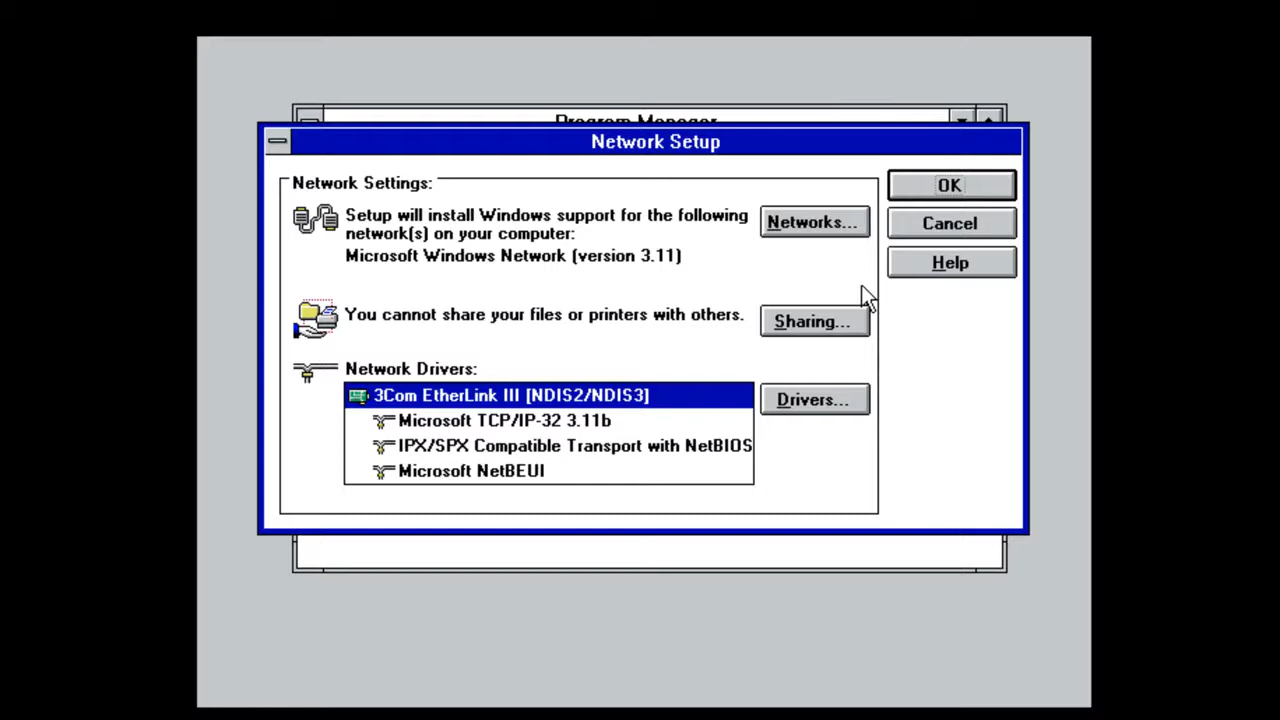 Program Manager
Network Setup
Network Settings:
Setup will install Windows support for the following
network(s) on your computer:
Microsoft Windows Network (version 3.11)
Networks...
OK
Cancel
Help
You cannot share your files or printers with others.
Sharing...
Network Drivers:
3Com EtherLink III [NDIS2/NDIS3]
Microsoft TCP/IP-32 3.11b
IPX/SPX Compatible Transport with NetBIOS
Microsoft NetBEUI
Drivers...